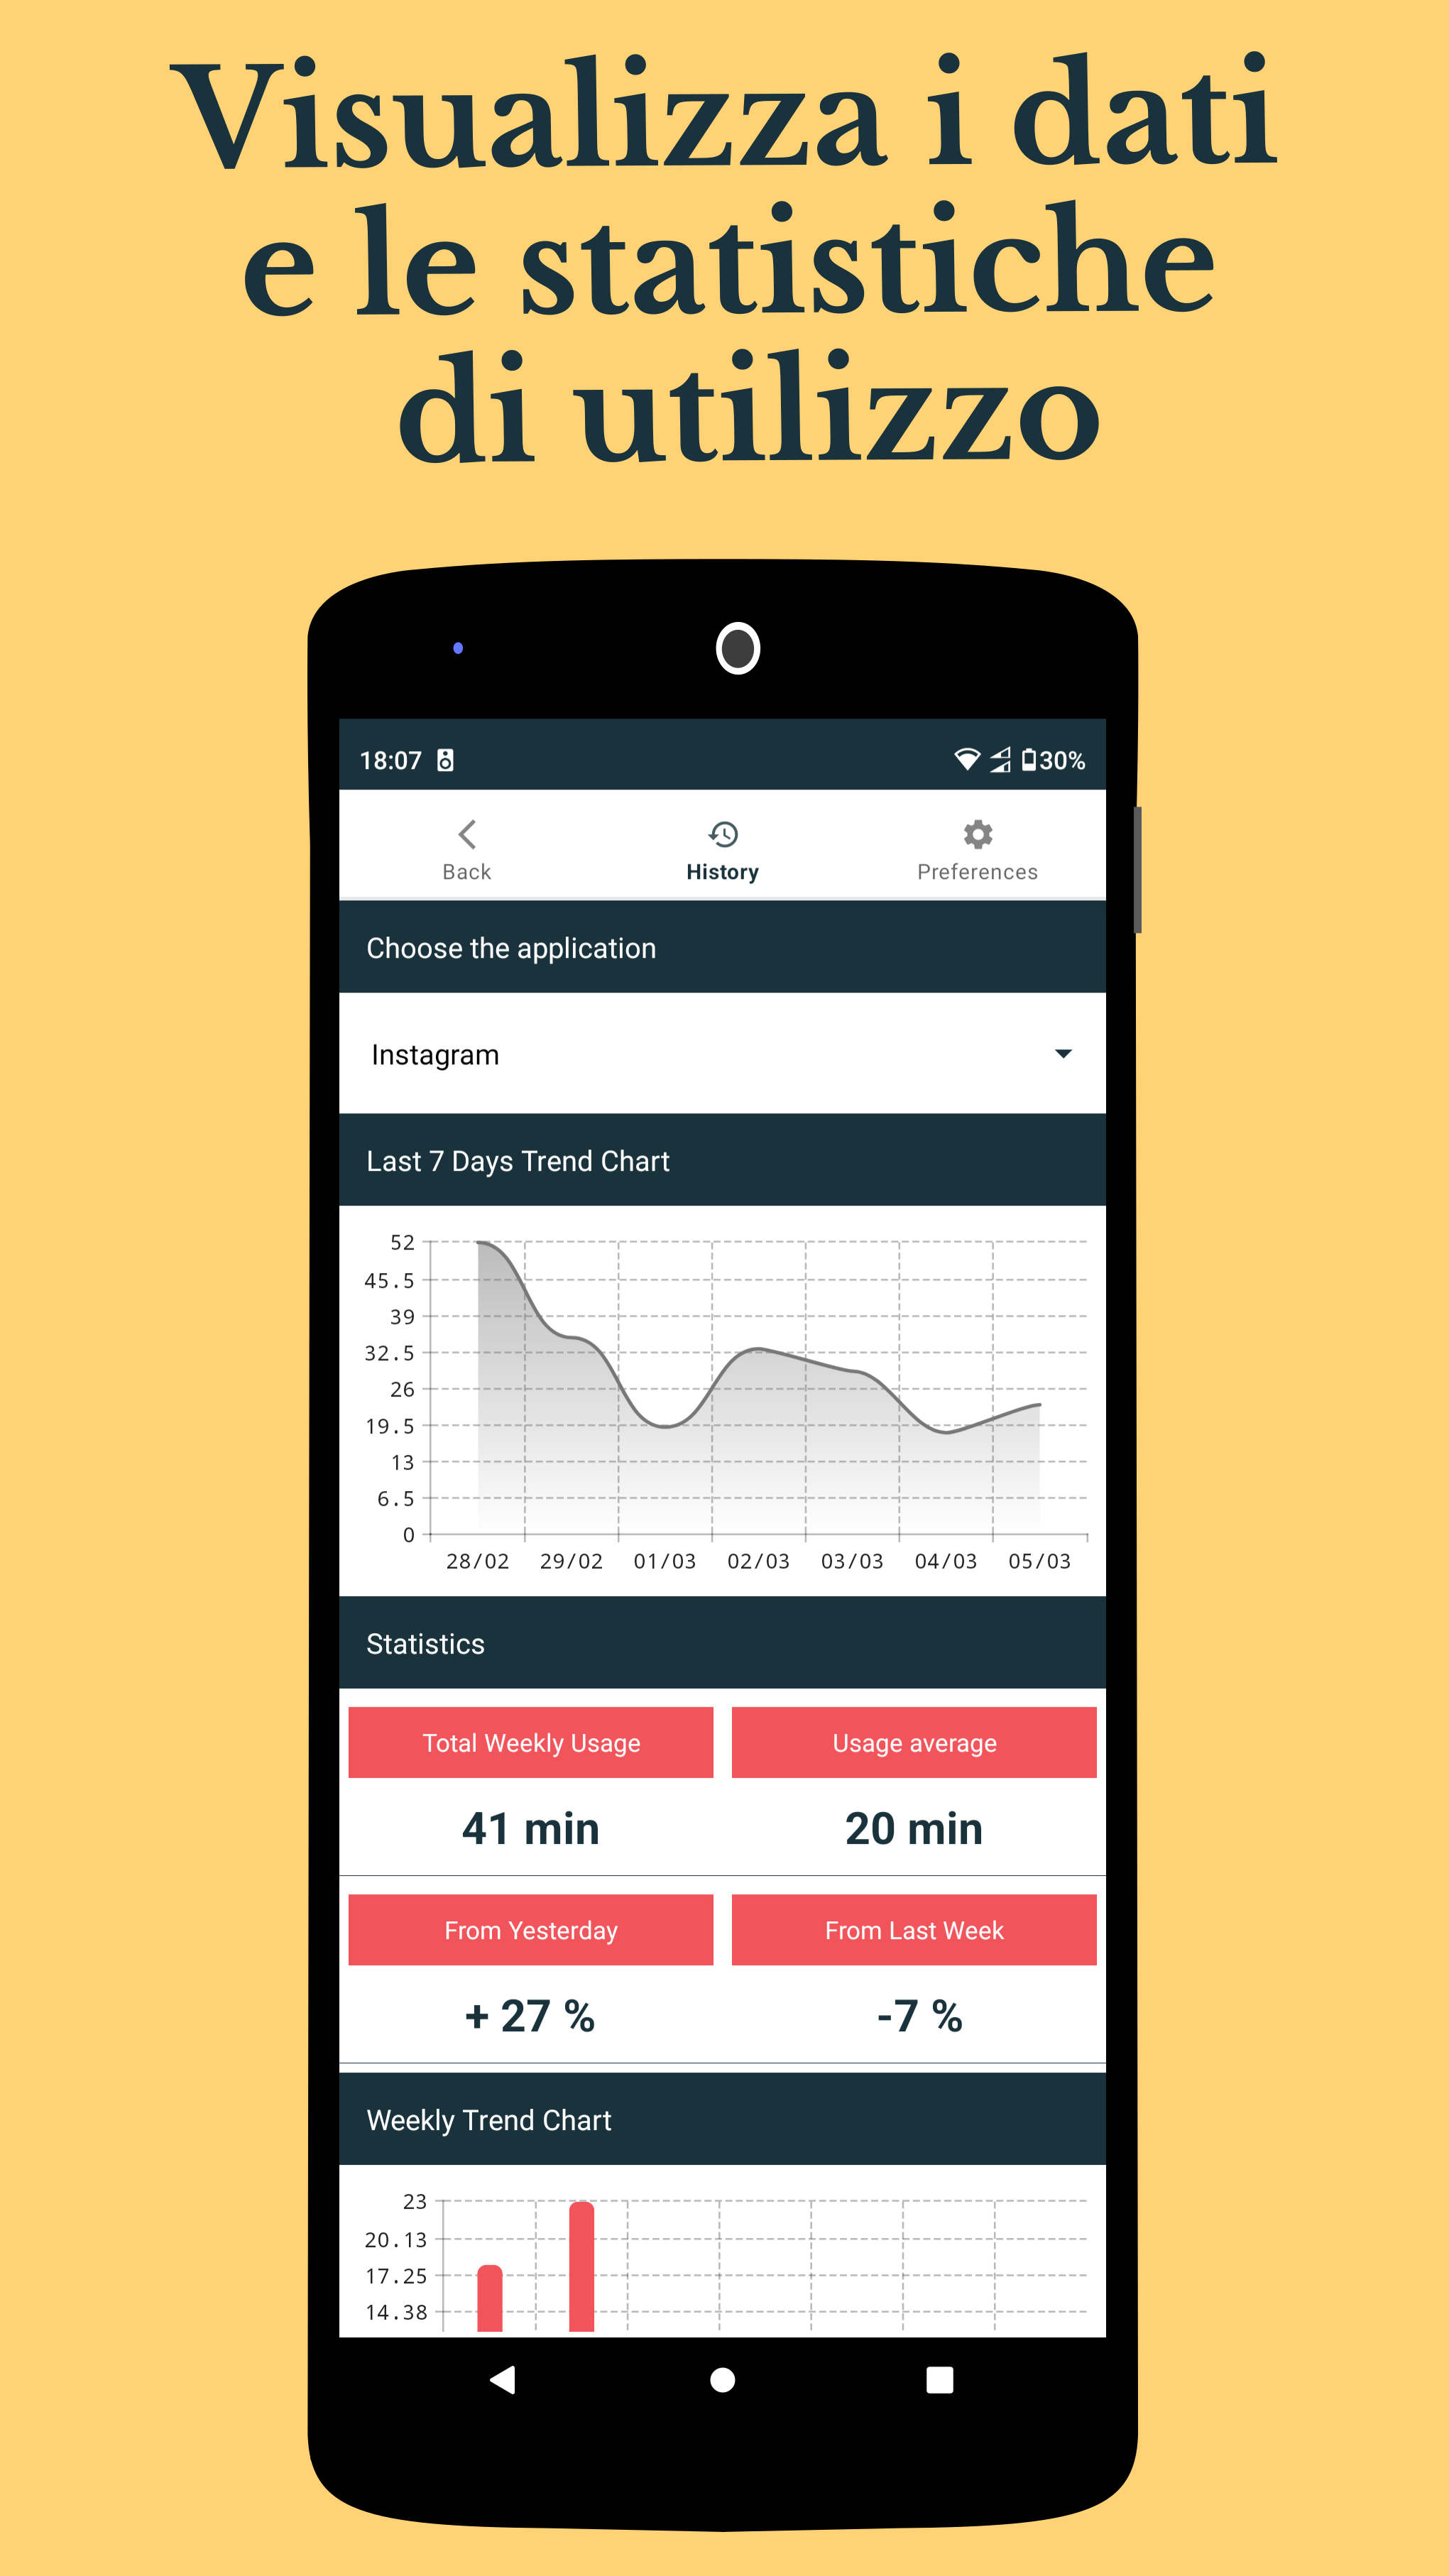 Visualizza i dati
e le statistiche
di utilizzo
18:07 30%
Back History Preferences
Choose the application
Instagram
Last 7 Days Trend Chart
52
45.5
39
32.5
26
19.5
13
6.5
0
28/02 29/02 01/03 02/03 03/03 04/03 05/03
Statistics
Total Weekly Usage Usage average
41 min 20 min
From Yesterday From Last Week
+ 27 % -7 %
Weekly Trend Chart
23
20.13
17.25
14.38